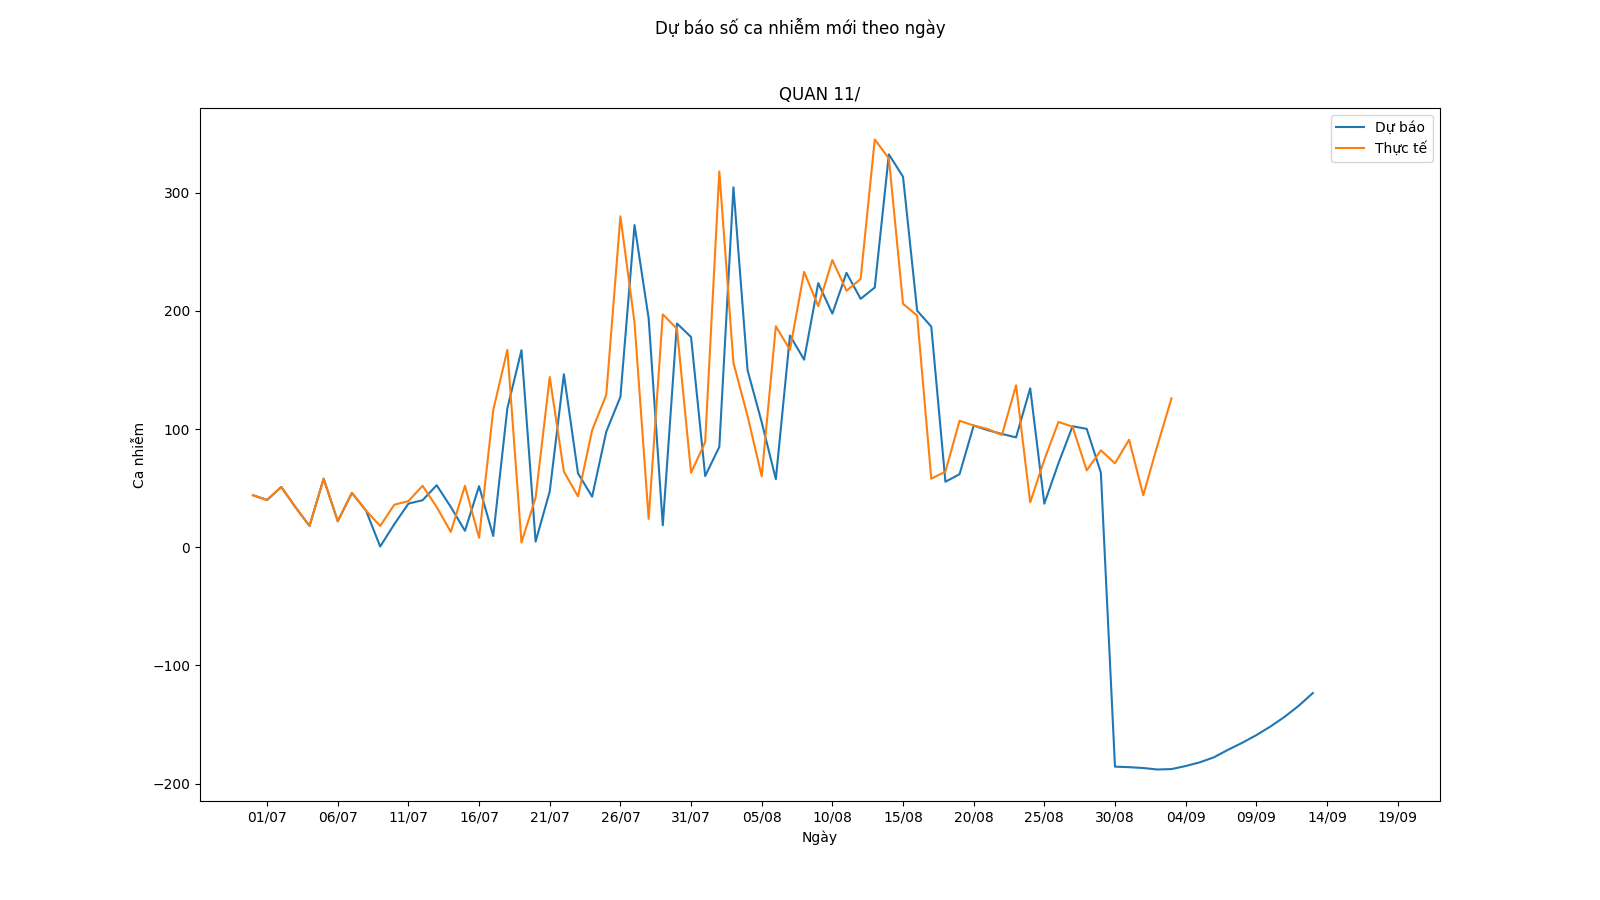 Dự báo số ca nhiễm mới theo ngày
QUAN 11/
Dự báo
Thực tế
Ca nhiễm
300
200
100
0
−100
−200
01/07 06/07 11/07 16/07 21/07 26/07 31/07 05/08 10/08 15/08 20/08 25/08 30/08 04/09 09/09 14/09 19/09
Ngày